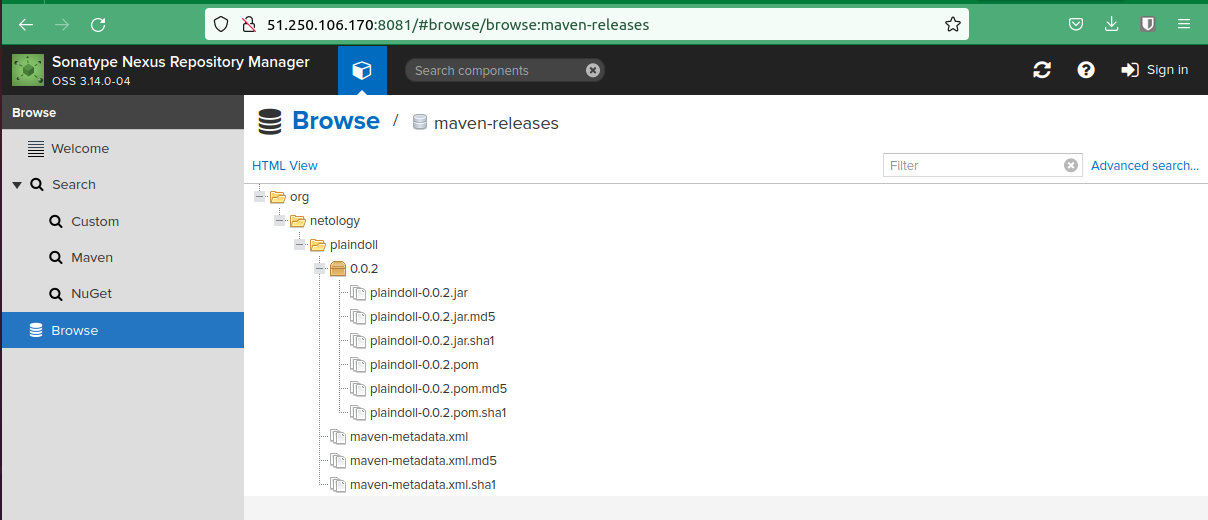 51.250.106.170:8081/#browse/browse:maven-releases
Sonatype Nexus Repository Manager
OSS 3.14.0-04
Search components
Sign in
Browse
Welcome
Search
Custom
Maven
NuGet
Browse
Browse / maven-releases
HTML View
Filter
Advanced search...
org
netology
plaindoll
0.0.2
plaindoll-0.0.2.jar
plaindoll-0.0.2.jar.md5
plaindoll-0.0.2.jar.sha1
plaindoll-0.0.2.pom
plaindoll-0.0.2.pom.md5
plaindoll-0.0.2.pom.sha1
maven-metadata.xml
maven-metadata.xml.md5
maven-metadata.xml.sha1